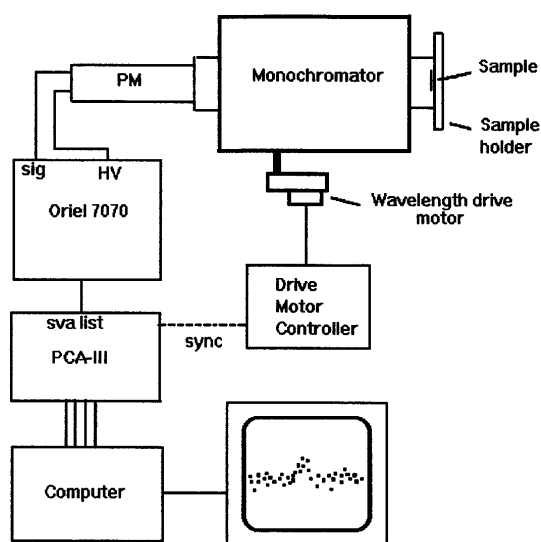 PM
Monochromator
Sample
Sample
holder
sig
HV
Oriel 7070
Wavelength drive
motor
Drive
Motor
Controller
sva list
PCA-III
sync
Computer